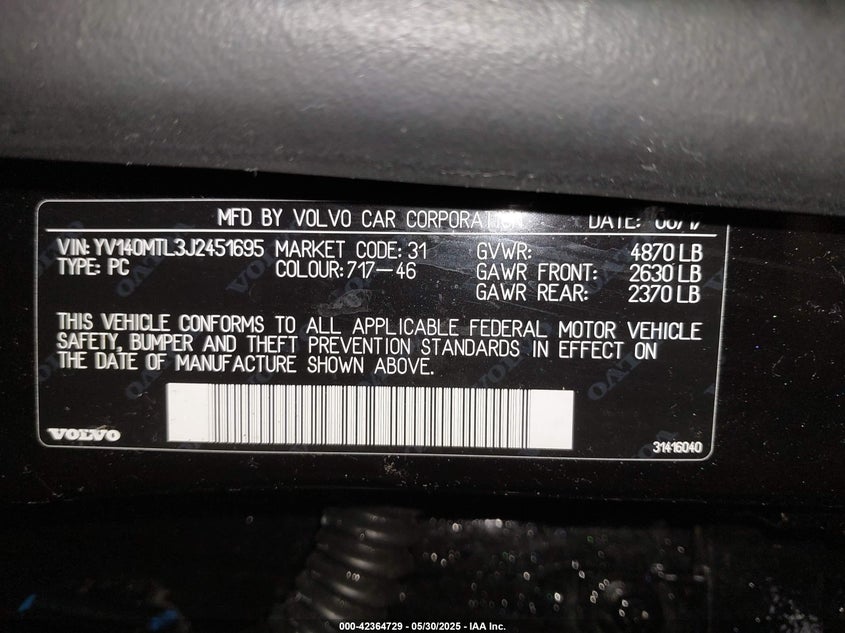 MFD BY VOLVO CAR CORPORATION DATE:
VIN: YV140MTL3J2451695 MARKET CODE: 31 GVWR: 4870 LB
TYPE: PC COLOUR: 717-46 GAWR FRONT: 2630 LB
GAWR REAR: 2370 LB
THIS VEHICLE CONFORMS TO ALL APPLICABLE FEDERAL MOTOR VEHICLE
SAFETY, BUMPER AND THEFT PREVENTION STANDARDS IN EFFECT ON
THE DATE OF MANUFACTURE SHOWN ABOVE.
VOLVO 31416040
000-42364729 - 05/30/2025 - IAA Inc.